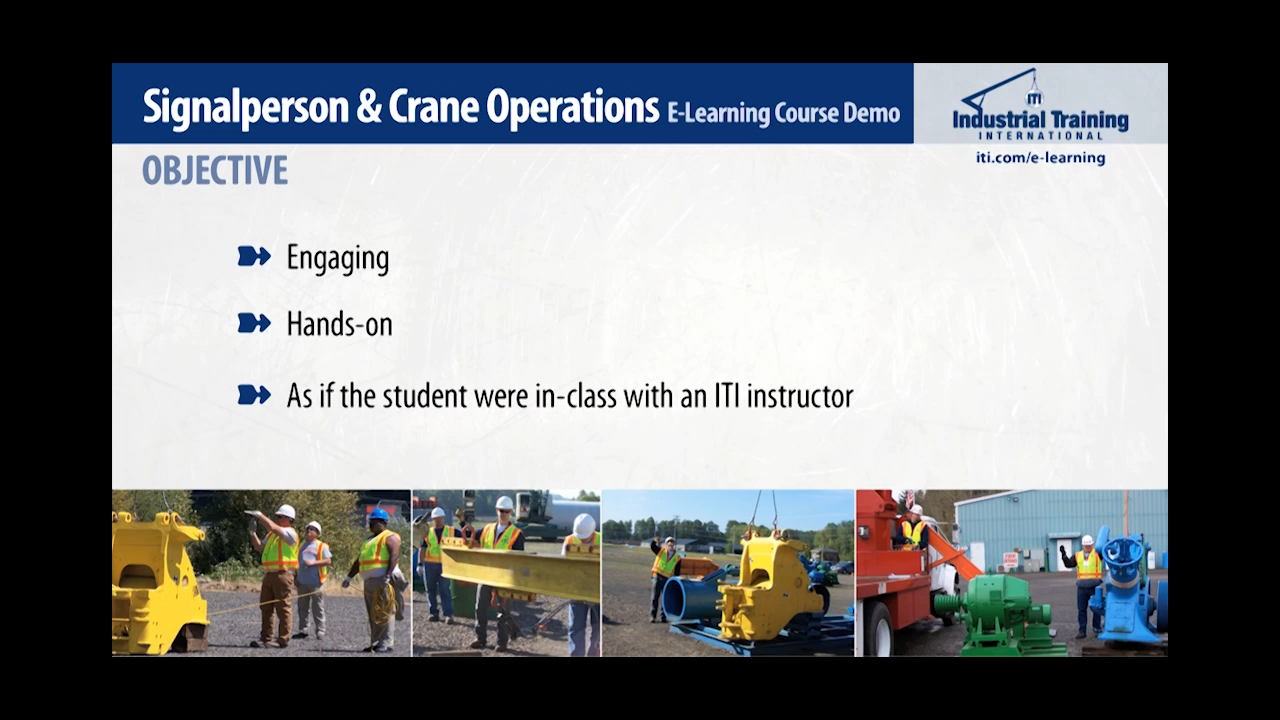 Signalperson & Crane Operations E-Learning Course Demo
ITI
Industrial Training
INTERNATIONAL
iti.com/e-learning
OBJECTIVE
Engaging
Hands-on
As if the student were in-class with an ITI instructor